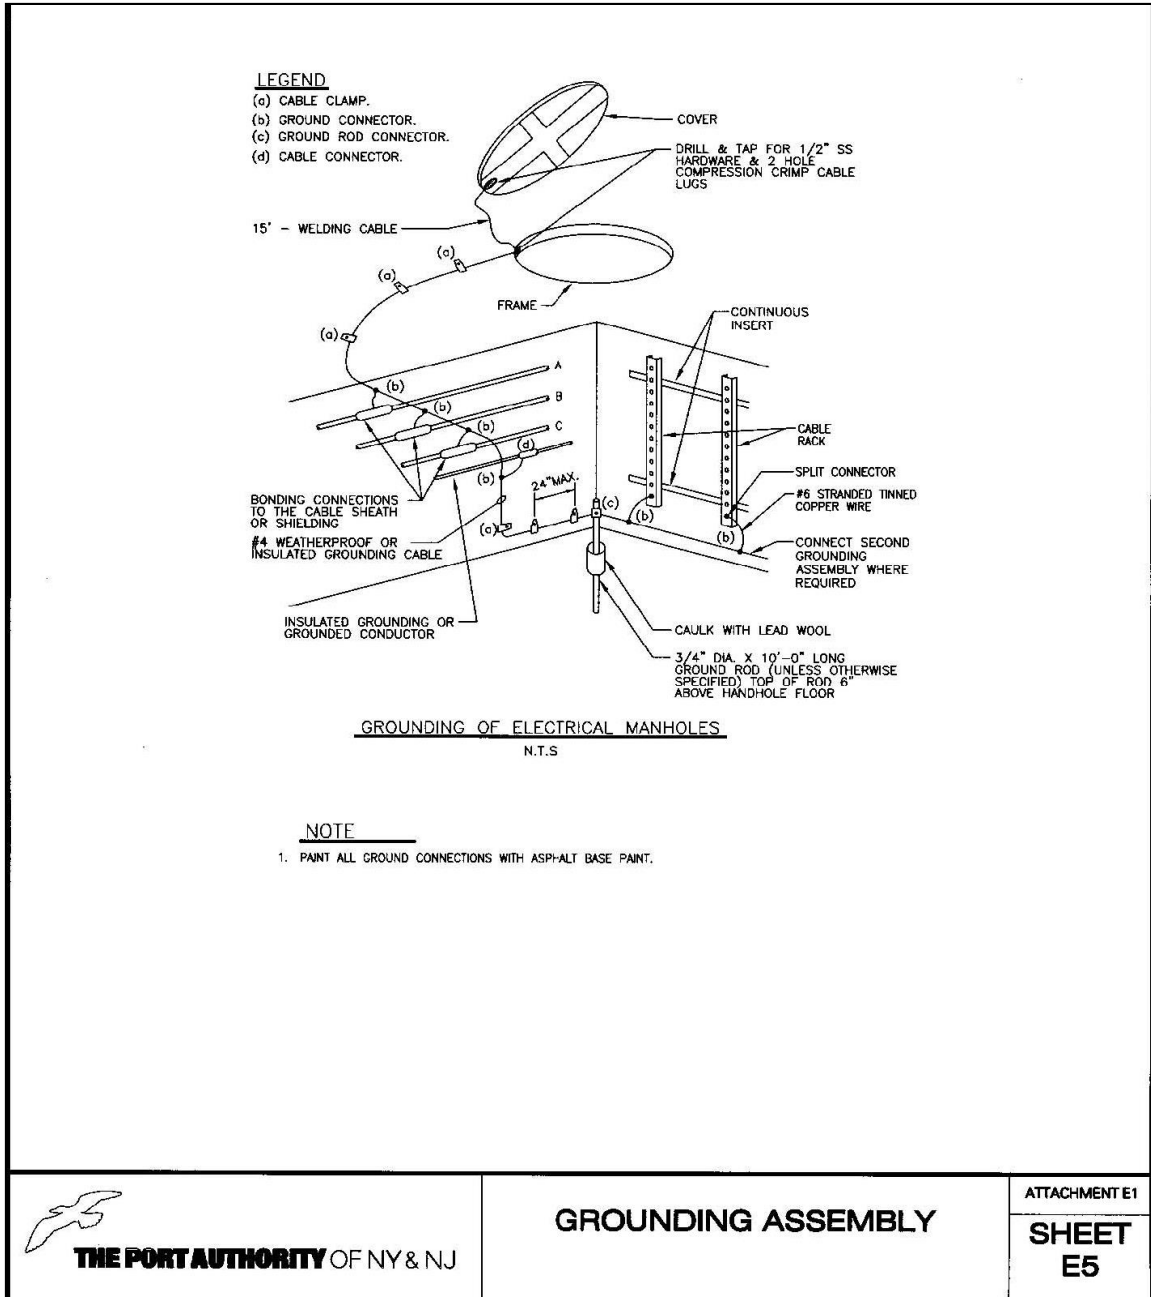 LEGEND
(a) CABLE CLAMP.
(b) GROUND CONNECTOR.
(c) GROUND ROD CONNECTOR.
(d) CABLE CONNECTOR.
COVER
DRILL & TAP FOR 1/2" SS
HARDWARE & 2 HOLE
COMPRESSION CRIMP CABLE
LUGS
15' - WELDING CABLE
(a)
(a)
FRAME
CONTINUOUS
INSERT
(a)
A
(b)
B
(b)
C
(b)
CABLE
RACK
(d)
(b)
24"MAX.
SPLIT CONNECTOR
#6 STRANDED TINNED
COPPER WIRE
BONDING CONNECTIONS
TO THE CABLE SHEATH
OR SHIELDING
(c)
(b)
(a)
(b)
#4 WEATHERPROOF OR
INSULATED GROUNDING CABLE
CONNECT SECOND
GROUNDING
ASSEMBLY WHERE
REQUIRED
INSULATED GROUNDING OR
GROUNDED CONDUCTOR
CAULK WITH LEAD WOOL
3/4" DIA. X 10'-0" LONG
GROUND ROD (UNLESS OTHERWISE
SPECIFIED) TOP OF ROD 6"
ABOVE HANDHOLE FLOOR
GROUNDING OF ELECTRICAL MANHOLES
N.T.S
NOTE
1. PAINT ALL GROUND CONNECTIONS WITH ASPHALT BASE PAINT.
THE PORT AUTHORITY OF NY & NJ
GROUNDING ASSEMBLY
ATTACHMENT E1
SHEET
E5